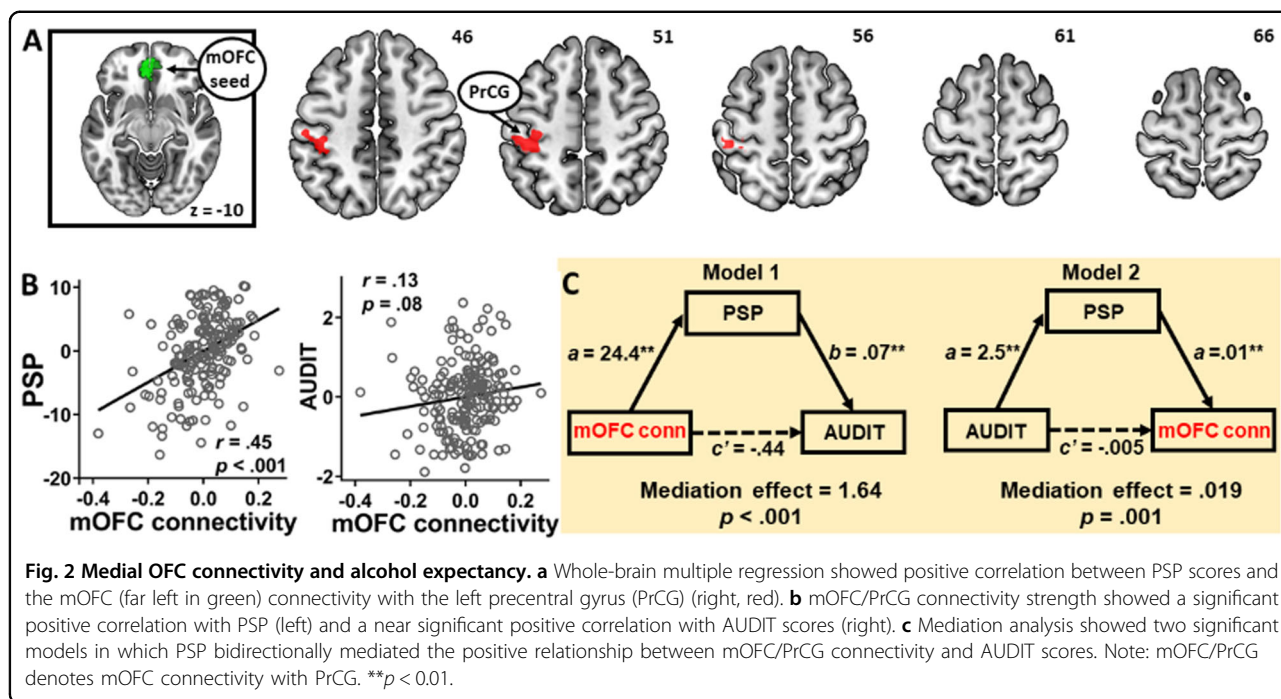 A
mOFC
seed
z = -10
46
PrCG
51
56
61
66
B
10
0
-10
-20
PSP
r = .45
p < .001
-0.4 -0.2 0.0 0.2
mOFC connectivity
r = .13
p = .08
2
0
-2
AUDIT
-0.4 -0.2 0.0 0.2
mOFC connectivity
C
Model 1
PSP
a = 24.4**
b = .07**
mOFC conn
AUDIT
c' = -.44
Mediation effect = 1.64
p < .001
Model 2
PSP
a = 2.5**
a =.01**
AUDIT
mOFC conn
c' = -.005
Mediation effect = .019
p = .001
Fig. 2 Medial OFC connectivity and alcohol expectancy. a Whole-brain multiple regression showed positive correlation between PSP scores and
the mOFC (far left in green) connectivity with the left precentral gyrus (PrCG) (right, red). b mOFC/PrCG connectivity strength showed a significant
positive correlation with PSP (left) and a near significant positive correlation with AUDIT scores (right). c Mediation analysis showed two significant
models in which PSP bidirectionally mediated the positive relationship between mOFC/PrCG connectivity and AUDIT scores. Note: mOFC/PrCG
denotes mOFC connectivity with PrCG. **p < 0.01.